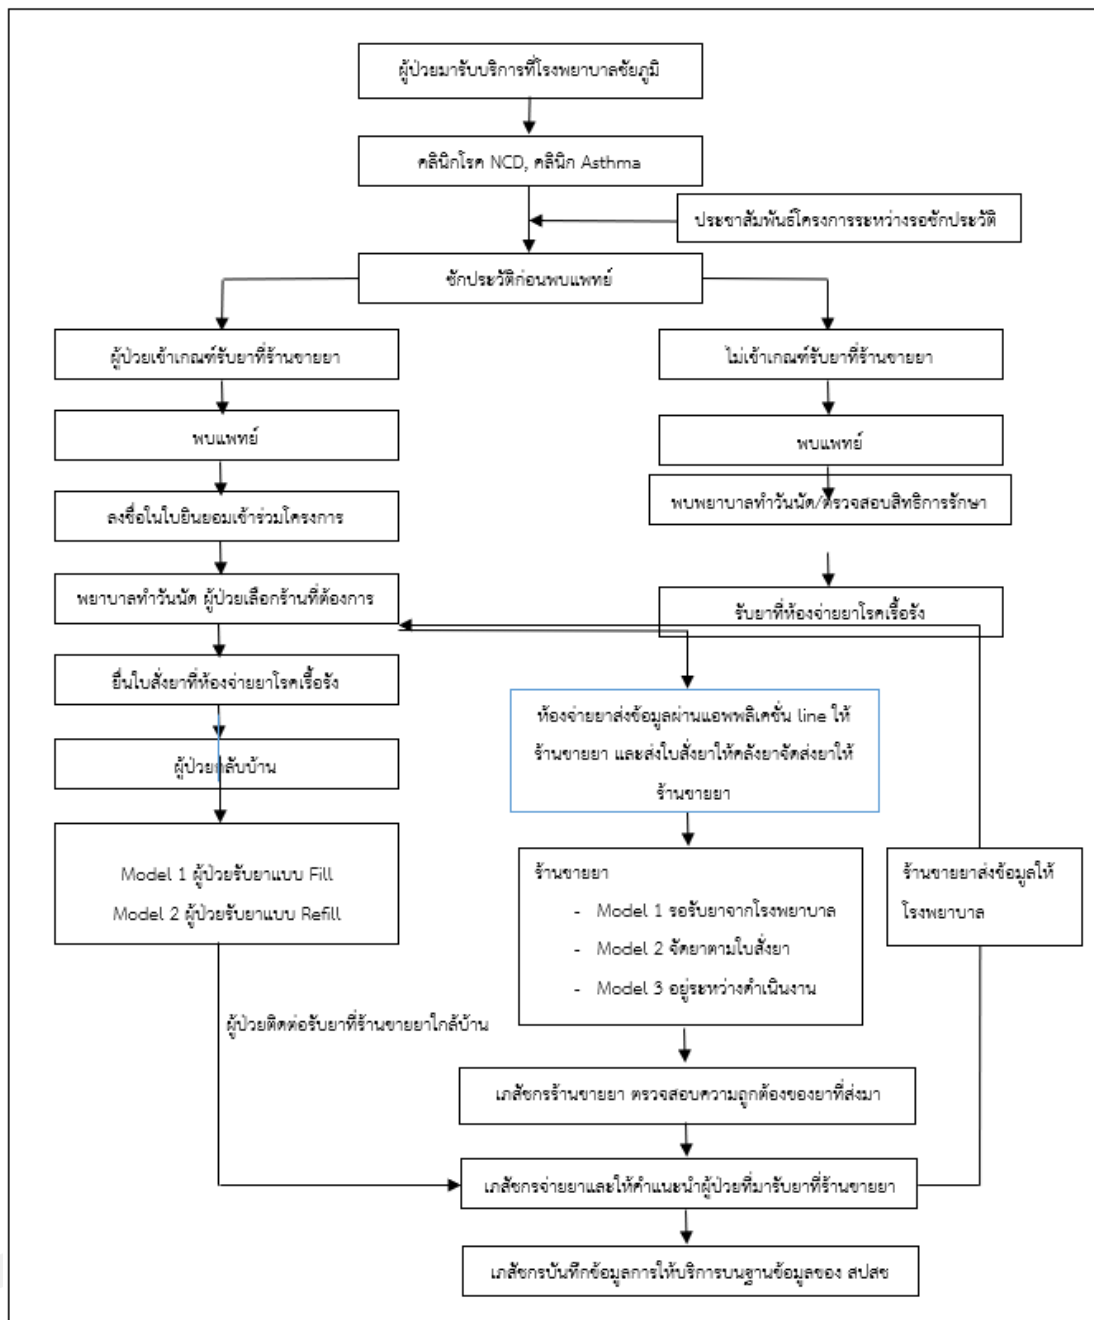 ผู้ป่วยมารับบริการที่โรงพยาบาลชัยภูมิ
คลินิกโรค NCD, คลินิก Asthma
ประชาสัมพันธ์โครงการระหว่างรอซักประวัติ
ซักประวัติก่อนพบแพทย์
ผู้ป่วยเข้าเกณฑ์รับยาที่ร้านขายยา
ไม่เข้าเกณฑ์รับยาที่ร้านขายยา
พบแพทย์
พบแพทย์
ลงชื่อในใบยินยอมเข้าร่วมโครงการ
พบพยาบาลทำวันนัด/ตรวจสอบสิทธิการรักษา
พยาบาลทำวันนัด ผู้ป่วยเลือกร้านที่ต้องการ
รับยาที่ห้องจ่ายยาโรคเรื้อรัง
ยื่นใบสั่งยาที่ห้องจ่ายยาโรคเรื้อรัง
ห้องจ่ายยาส่งข้อมูลผ่านแอพพลิเคชั่น line ให้
ร้านขายยา และส่งใบสั่งยาให้คลังยาจัดส่งยาให้
ร้านขายยา
ผู้ป่วยกลับบ้าน
Model 1 ผู้ป่วยรับยาแบบ Fill
Model 2 ผู้ป่วยรับยาแบบ Refill
ร้านขายยา
- Model 1 รอรับยาจากโรงพยาบาล
- Model 2 จัดยาตามใบสั่งยา
- Model 3 อยู่ระหว่างดำเนินงาน
ร้านขายยาส่งข้อมูลให้
โรงพยาบาล
ผู้ป่วยติดต่อรับยาที่ร้านขายยาใกล้บ้าน
เภสัชกรร้านขายยา ตรวจสอบความถูกต้องของยาที่ส่งมา
เภสัชกรจ่ายยาและให้คำแนะนำผู้ป่วยที่มารับยาที่ร้านขายยา
เภสัชกรบันทึกข้อมูลการให้บริการบนฐานข้อมูลของ สปสช